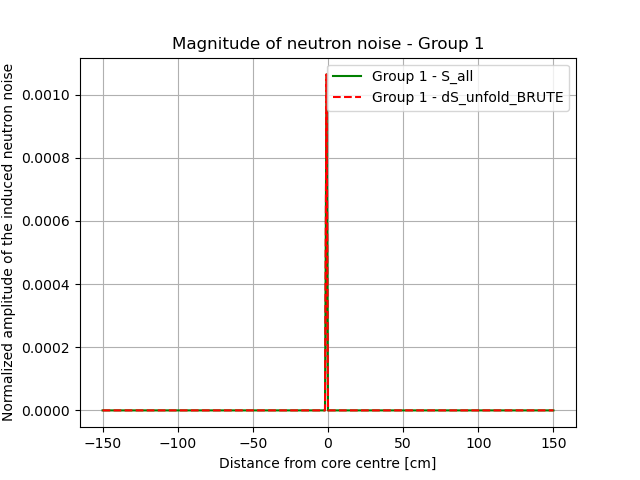 Magnitude of neutron noise - Group 1
Normalized amplitude of the induced neutron noise
0.0010
0.0008
0.0006
0.0004
0.0002
0.0000
Group 1 - S_all
Group 1 - dS_unfold_BRUTE
−150
−100
−50
0
50
100
150
Distance from core centre [cm]